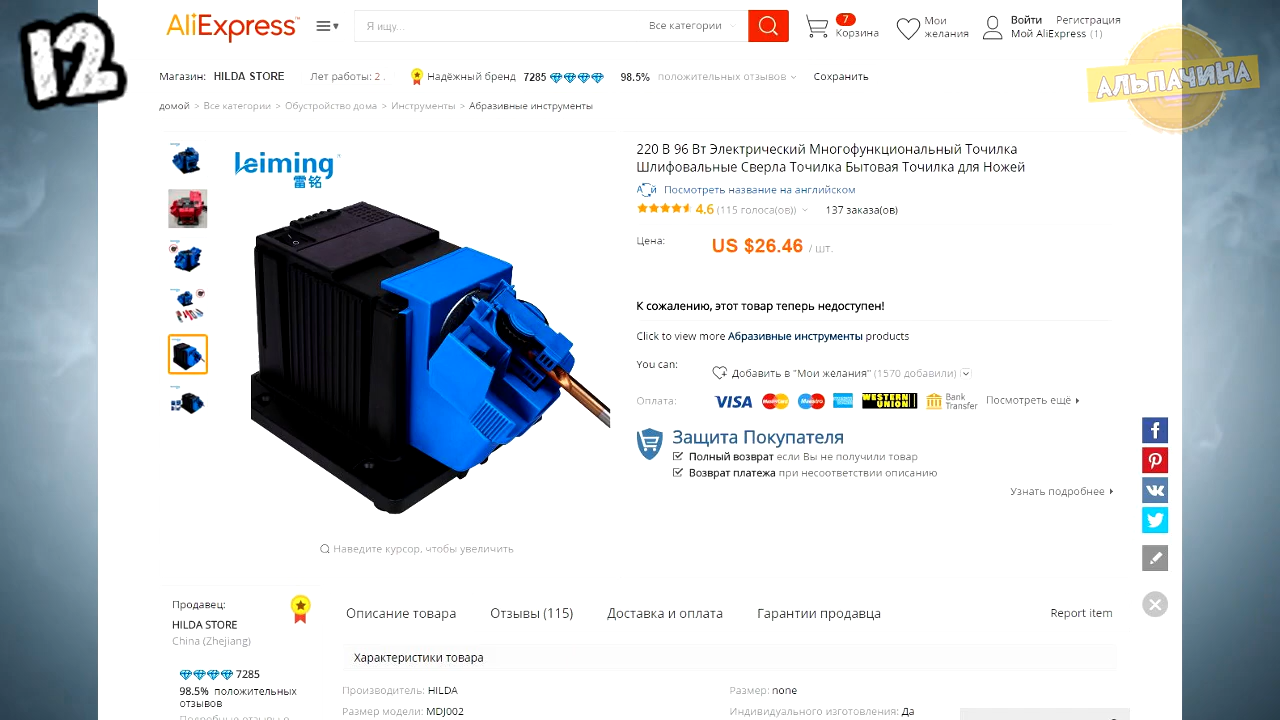 12
AliExpress™
Я ищу...
Все категории
7
Корзина
Мои желания
Войти Регистрация
Мой AliExpress (1)
АЛЬПАЧИНА
Магазин: HILDA STORE Лет работы: 2 . Надёжный бренд 7285 98.5% положительных отзывов Сохранить
домой > Все категории > Обустройство дома > Инструменты > Абразивные инструменты
leiming
雷铭
220 В 96 Вт Электрический Многофункциональный Точилка
Шлифовальные Сверла Точилка Бытовая Точилка для Ножей
Посмотреть название на английском
4.6 (115 голоса(ов)) 137 заказа(ов)
Цена: US $26.46 / шт.
К сожалению, этот товар теперь недоступен!
Click to view more Абразивные инструменты products
You can:
Добавить в "Мои желания" (1570 добавили)
Оплата: VISA MasterCard Maestro WESTERN UNION Bank Transfer Посмотреть ещё
Защита Покупателя
Полный возврат если Вы не получили товар
Возврат платежа при несоответствии описанию
Узнать подробнее
Наведите курсор, чтобы увеличить
Продавец:
HILDA STORE
China (Zhejiang)
7285
98.5% положительных
отзывов
Описание товара Отзывы (115) Доставка и оплата Гарантии продавца Report item
Характеристики товара
Производитель: HILDA Размер: none
Размер модели: MDJ002 Индивидуального изготовления: Да